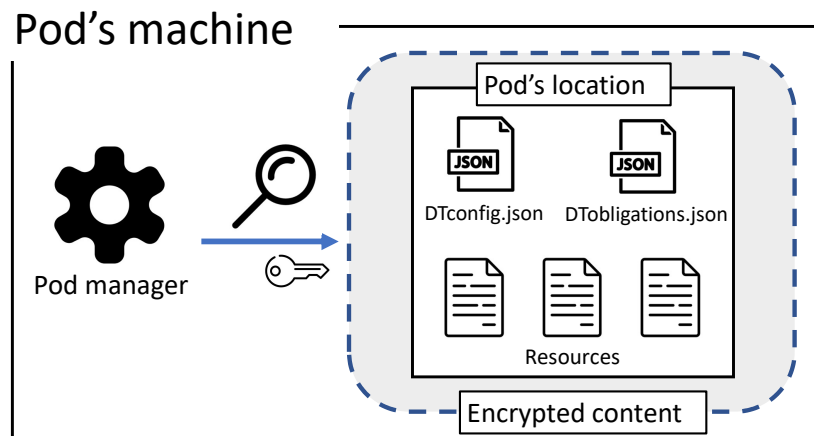 Pod's machine
Pod's location
JSON
JSON
DTconfig.json
DTobligations.json
Pod manager
Resources
Encrypted content